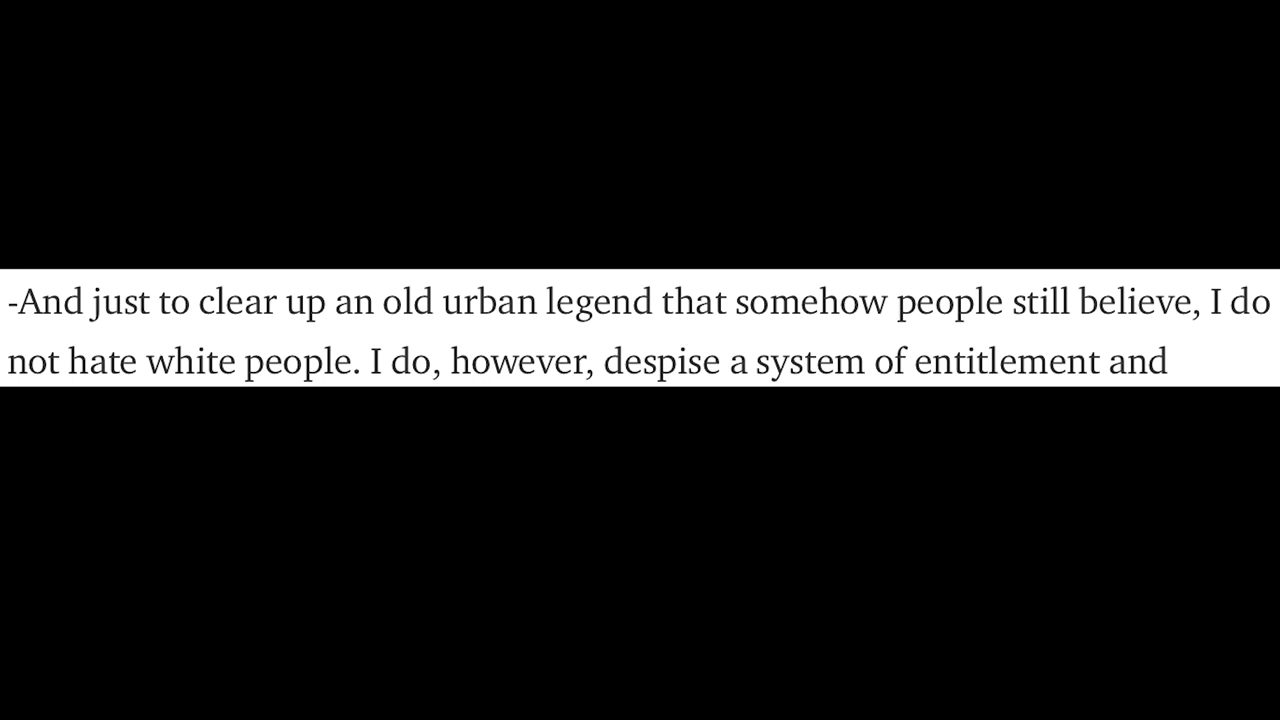 -And just to clear up an old urban legend that somehow people still believe, I do
not hate white people. I do, however, despise a system of entitlement and